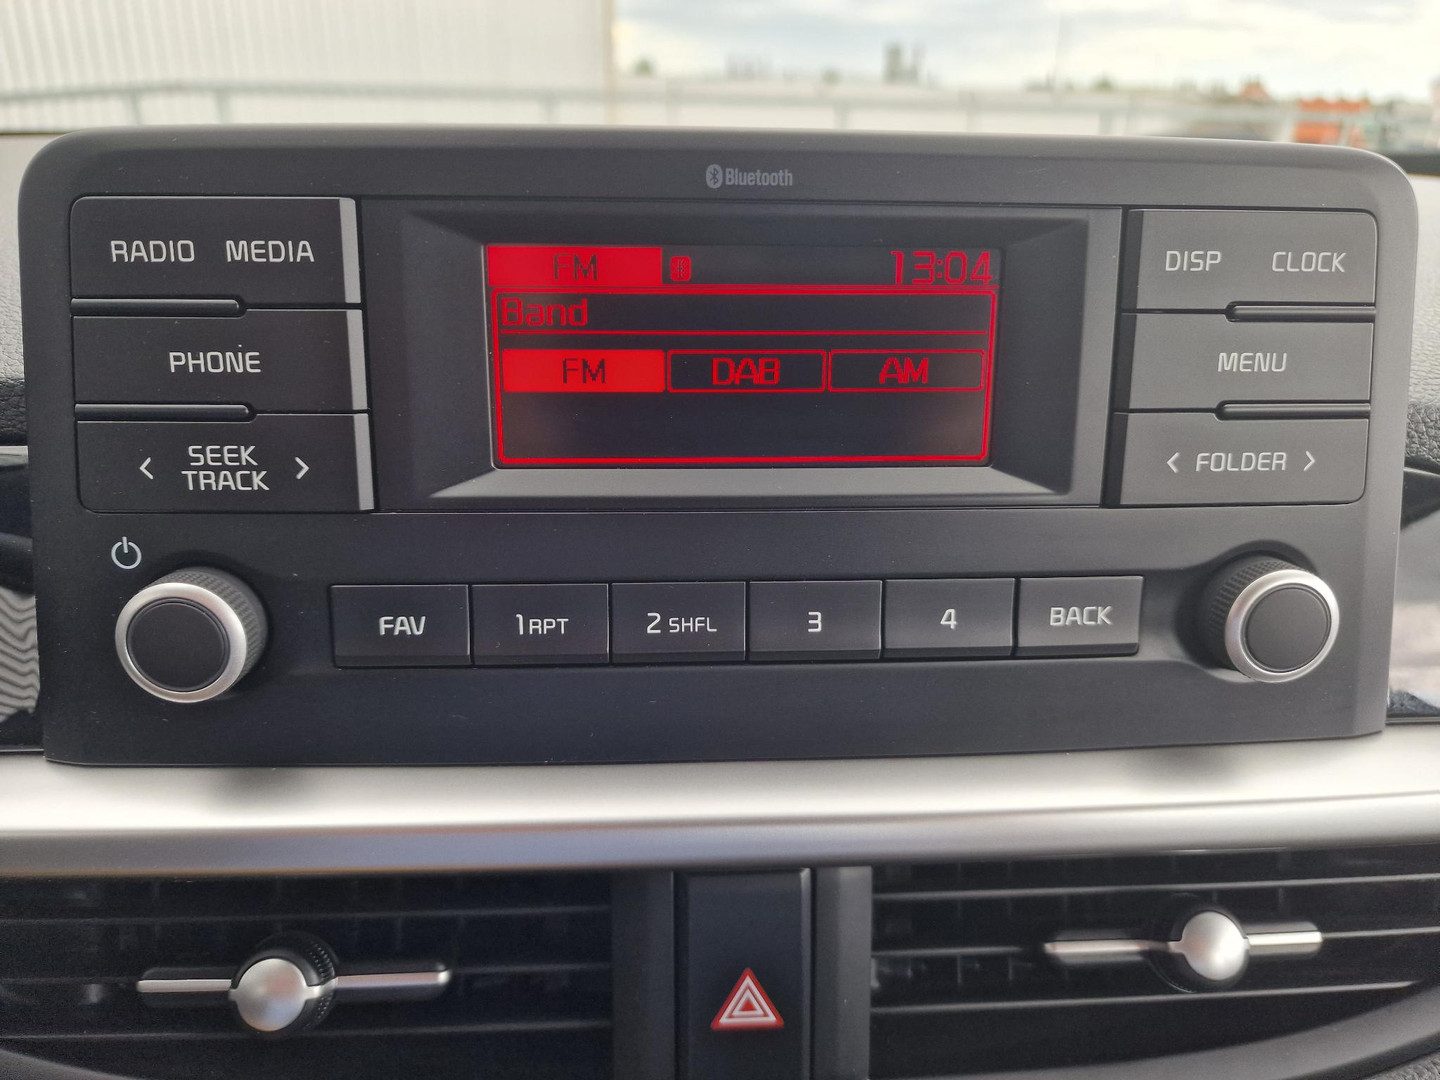 Bluetooth
RADIO MEDIA
PHONE
< SEEK TRACK >
FM 13:04
Band
FM DAB AM
DISP CLOCK
MENU
< FOLDER >
FAV 1 RPT 2 SHFL 3 4 BACK